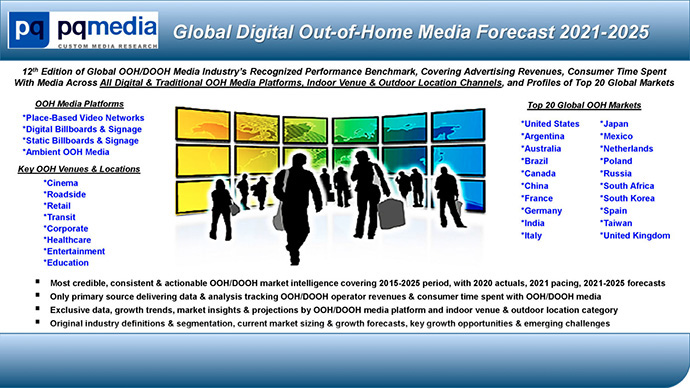 pq pqmedia
CUSTOM MEDIA RESEARCH
Global Digital Out-of-Home Media Forecast 2021-2025
12th Edition of Global OOH/DOOH Media Industry's Recognized Performance Benchmark, Covering Advertising Revenues, Consumer Time Spent
With Media Across All Digital & Traditional OOH Media Platforms, Indoor Venue & Outdoor Location Channels, and Profiles of Top 20 Global Markets
OOH Media Platforms
*Place-Based Video Networks
*Digital Billboards & Signage
*Static Billboards & Signage
*Ambient OOH Media
Key OOH Venues & Locations
*Cinema
*Roadside
*Retail
*Transit
*Corporate
*Healthcare
*Entertainment
*Education
Top 20 Global OOH Markets
*United States *Japan
*Argentina *Mexico
*Australia *Netherlands
*Brazil *Poland
*Canada *Russia
*China *South Africa
*France *South Korea
*Germany *Spain
*India *Taiwan
*Italy *United Kingdom
▪ Most credible, consistent & actionable OOH/DOOH market intelligence covering 2015-2025 period, with 2020 actuals, 2021 pacing, 2021-2025 forecasts
▪ Only primary source delivering data & analysis tracking OOH/DOOH operator revenues & consumer time spent with OOH/DOOH media
▪ Exclusive data, growth trends, market insights & projections by OOH/DOOH media platform and indoor venue & outdoor location category
▪ Original industry definitions & segmentation, current market sizing & growth forecasts, key growth opportunities & emerging challenges